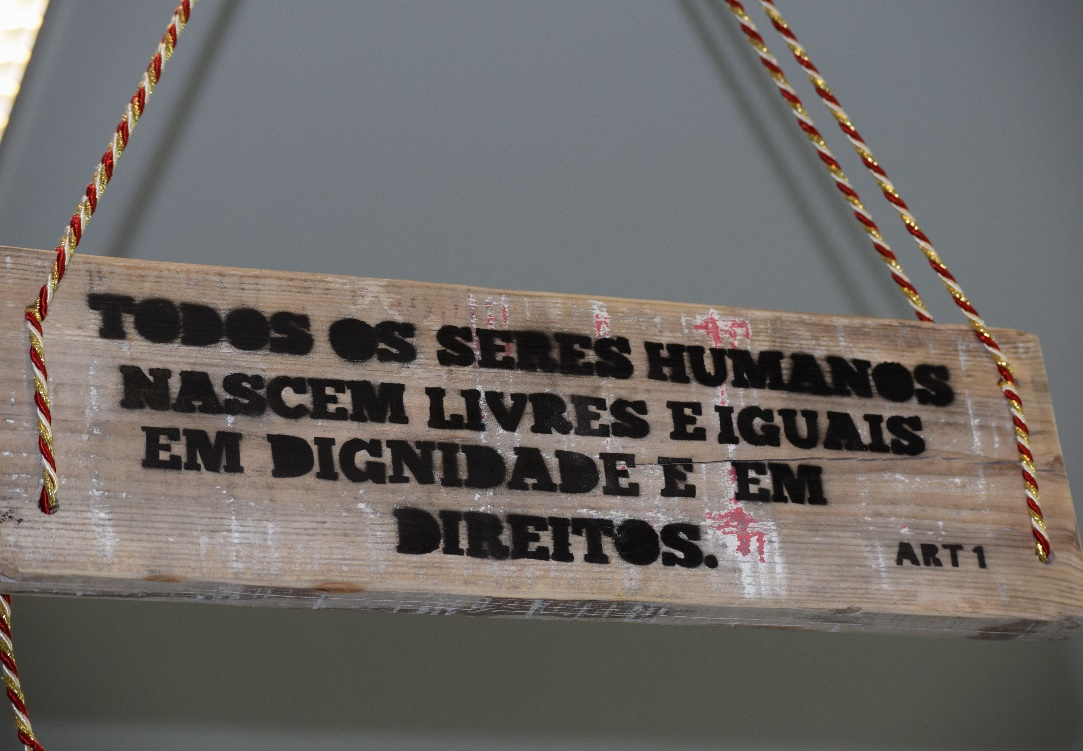 TODOS OS SERES HUMANOS
NASCEM LIVRES E IGUAIS
EM DIGNIDADE E EM
DIREITOS.
ART 1